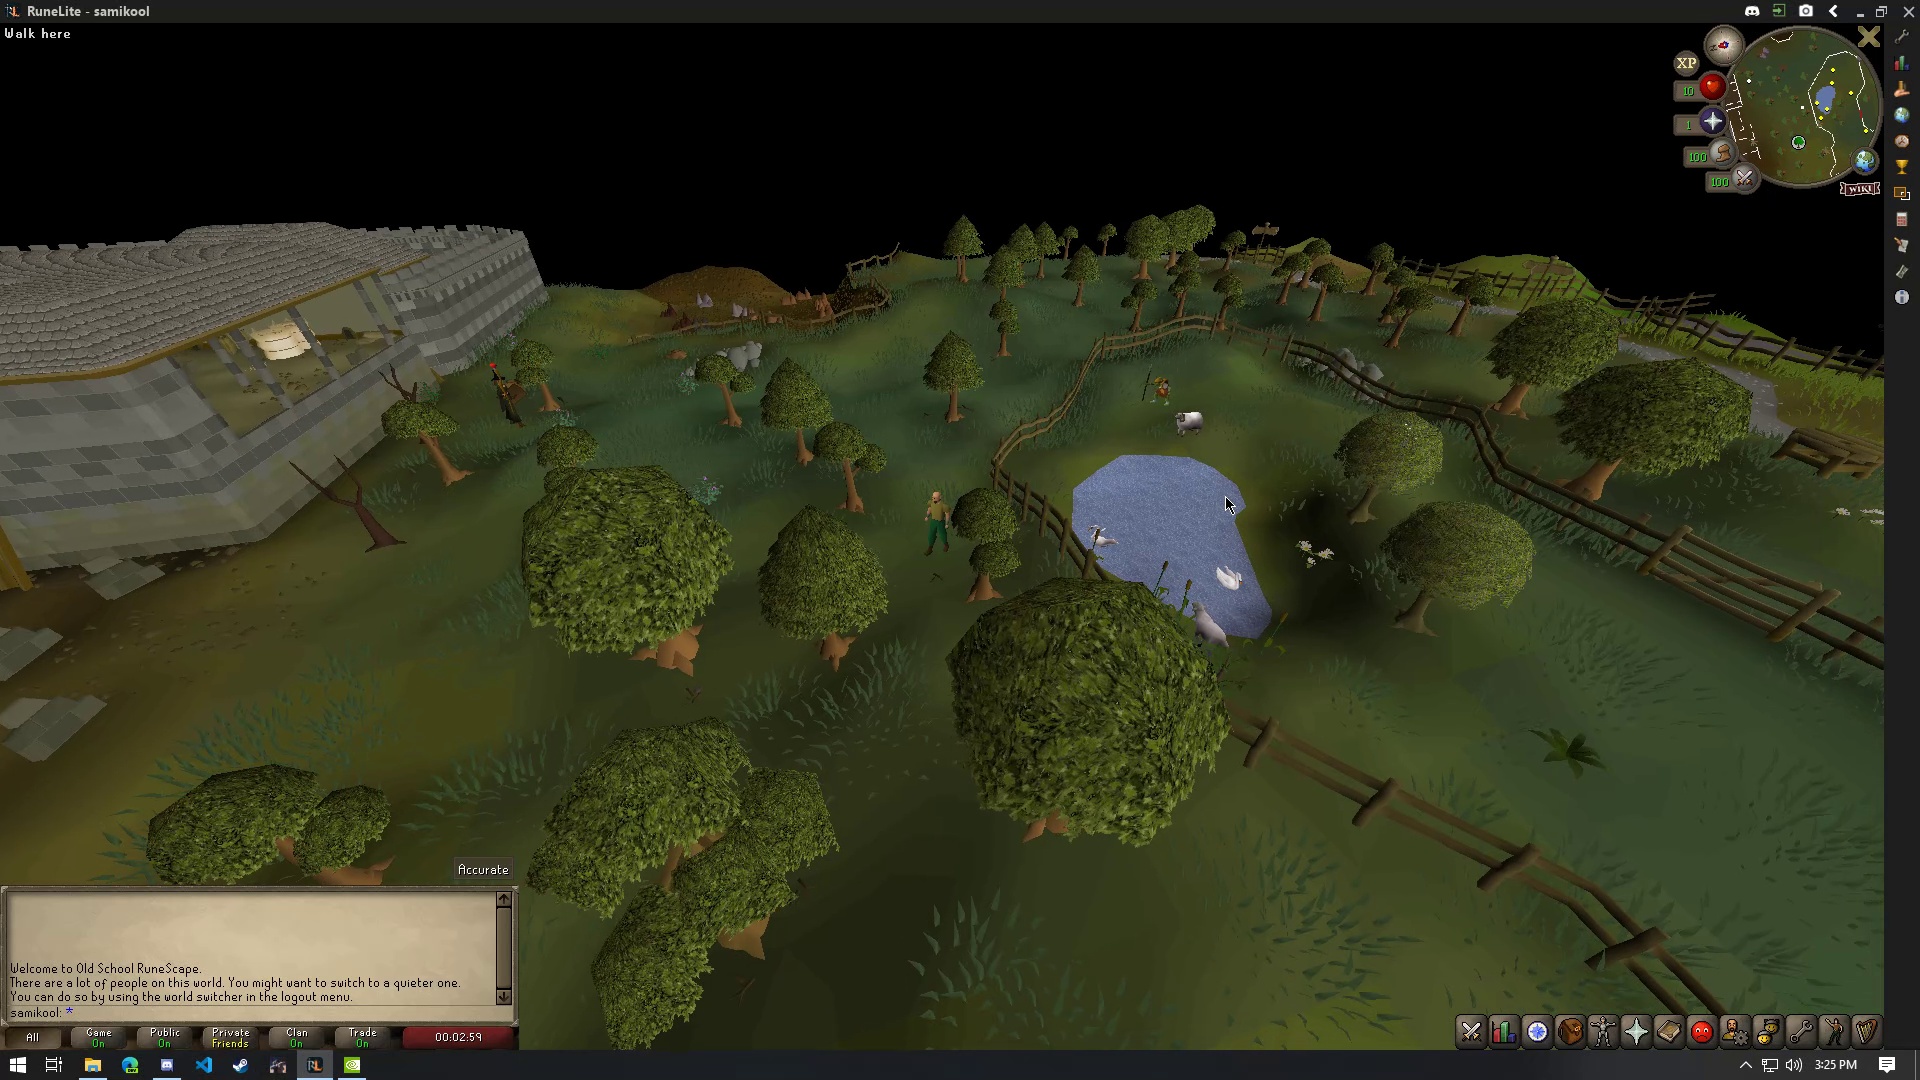 RuneLite - samikool
Walk here
XP
10
1
100
100
WIKI
Accurate
Welcome to Old School RuneScape.
There are a lot of people on this world. You might want to switch to a quieter one.
You can do so by using the world switcher in the logout menu.
samikool: *
All
Game
On
Public
On
Private
Friends
Clan
On
Trade
On
00:02:59
3:25 PM